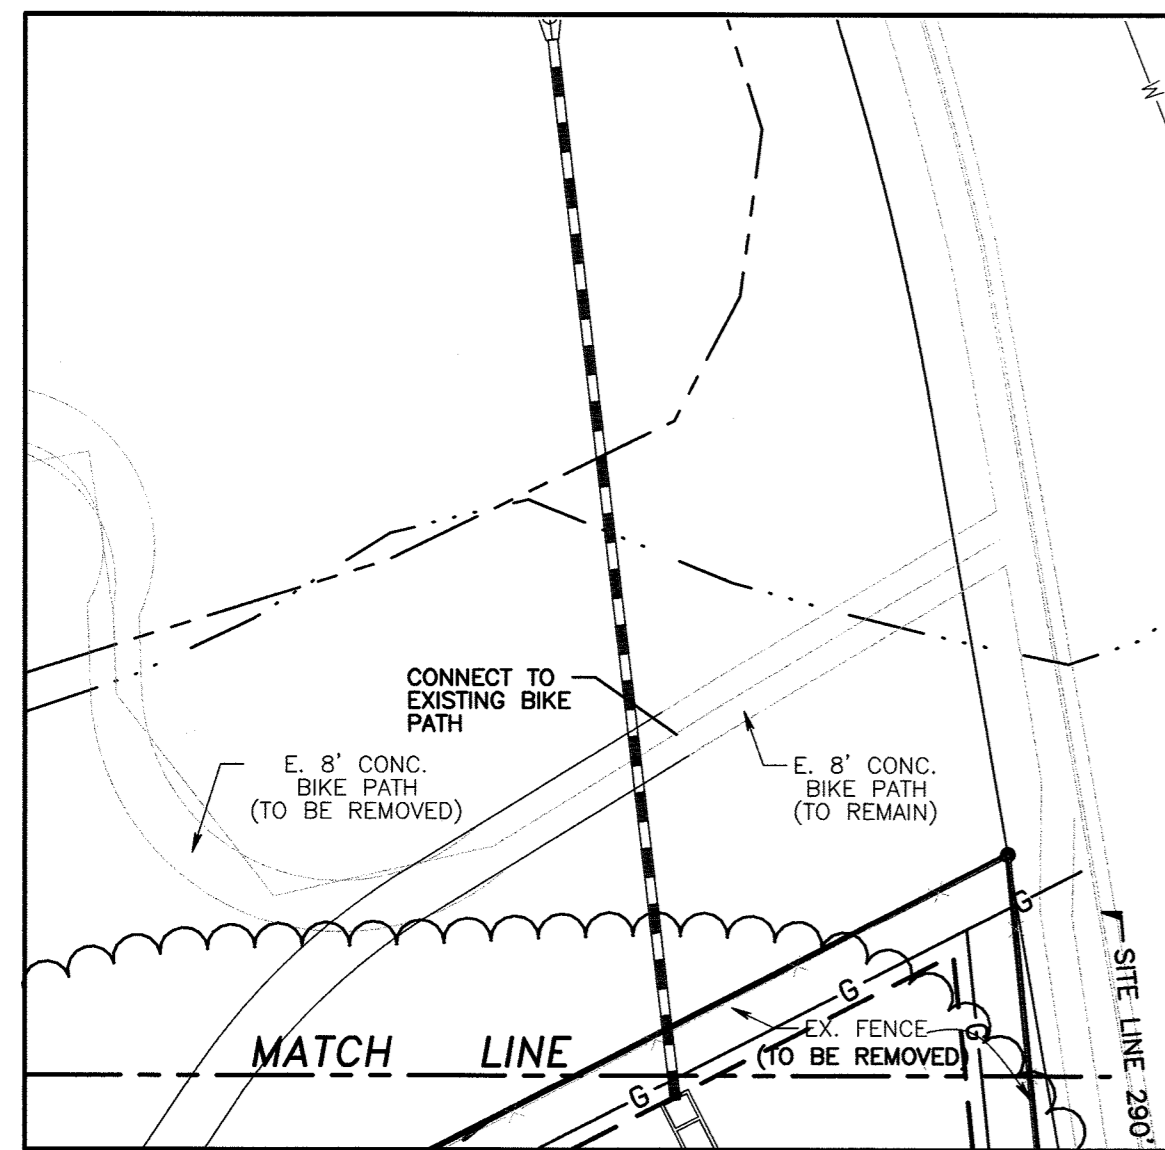 W
CONNECT TO
EXISTING BIKE
PATH
E. 8' CONC.
BIKE PATH
(TO BE REMOVED)
E. 8' CONC.
BIKE PATH
(TO REMAIN)
G
G
G
G
SITE LINE 290'
EX. FENCE
(TO BE REMOVED)
MATCH LINE